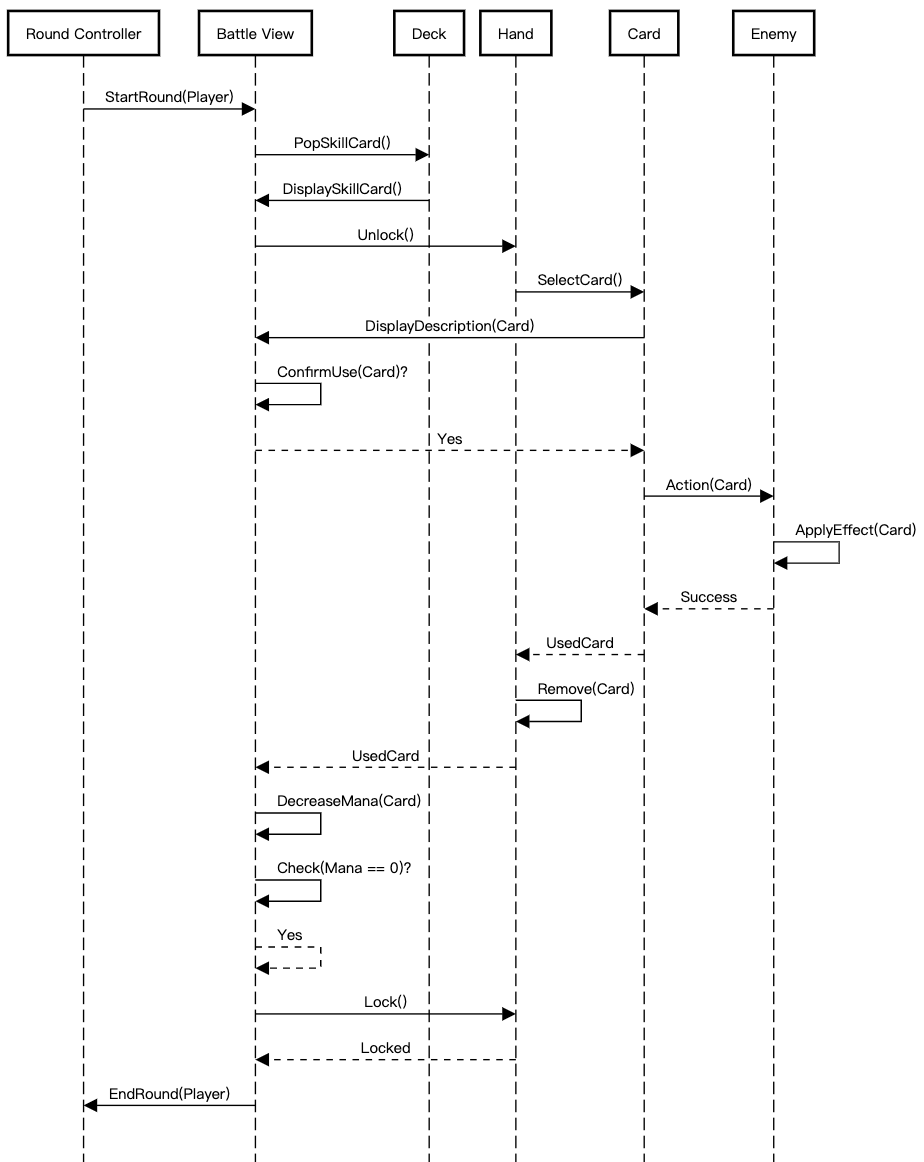 Round Controller
Battle View
Deck
Hand
Card
Enemy
StartRound(Player)
PopSkillCard()
DisplaySkillCard()
Unlock()
SelectCard()
DisplayDescription(Card)
ConfirmUse(Card)?
Yes
Action(Card)
ApplyEffect(Card)
Success
UsedCard
Remove(Card)
UsedCard
DecreaseMana(Card)
Check(Mana == 0)?
Yes
Lock()
Locked
EndRound(Player)